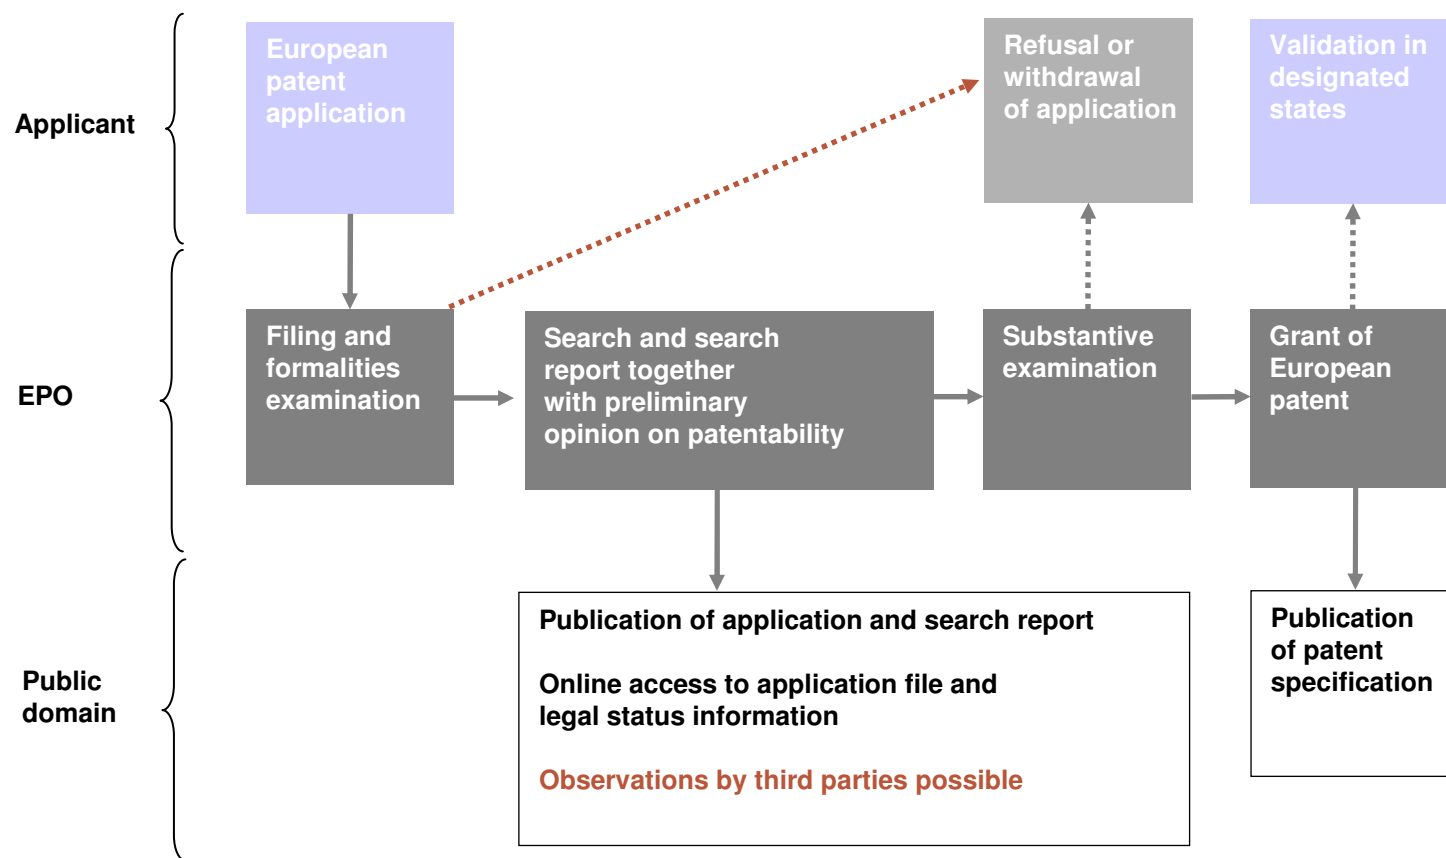 Applicant
European
patent
application
Refusal or
withdrawal
of application
Validation in
designated
states
EPO
Filing and
formalities
examination
Search and search
report together
with preliminary
opinion on patentability
Substantive
examination
Grant of
European
patent
Public
domain
Publication of application and search report
Online access to application file and
legal status information
Observations by third parties possible
Publication
of patent
specification